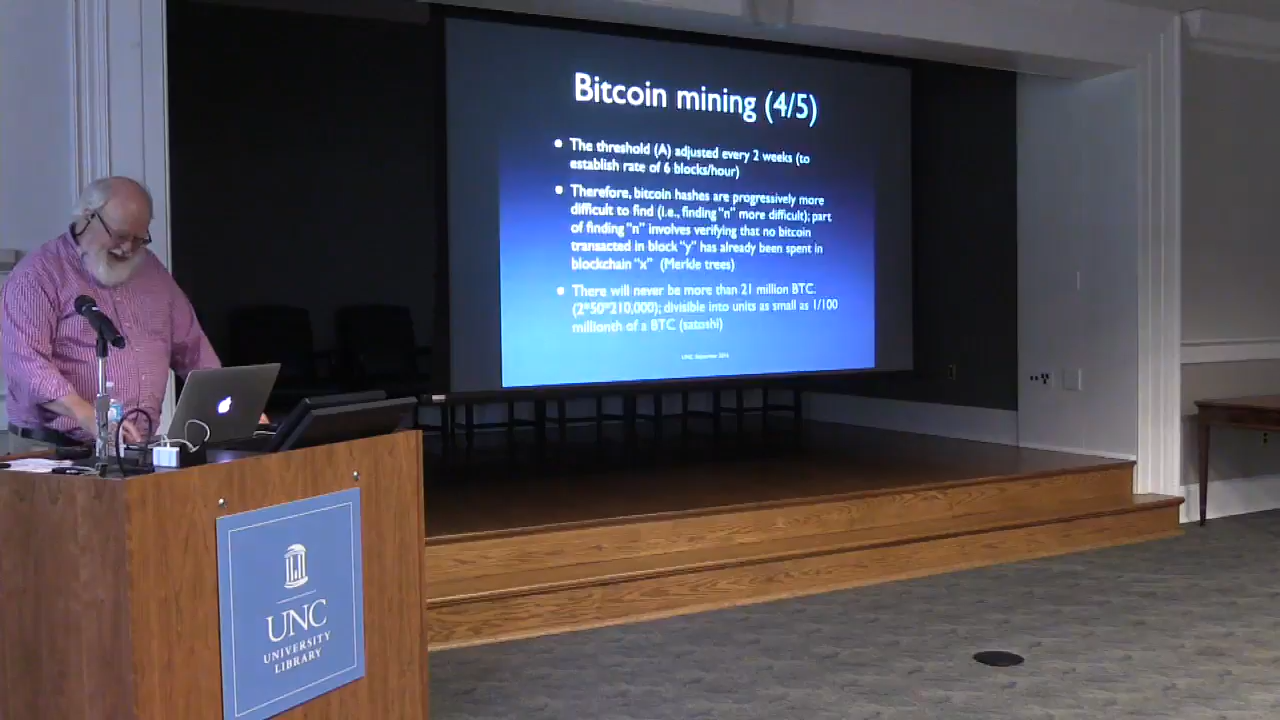 Bitcoin mining (4/5)
• The threshold (A) adjusted every 2 weeks (to
establish rate of 6 blocks/hour)
• Therefore, bitcoin hashes are progressively more
difficult to find (i.e., finding "n" more difficult); part
of finding "n" involves verifying that no bitcoin
transacted in block "y" has already been spent in
blockchain "x" (Merkle trees)
• There will never be more than 21 million BTC.
(2*50*210,000); divisible into units as small as 1/100
millionth of a BTC (satoshi)
UNC
UNC
UNIVERSITY
LIBRARY